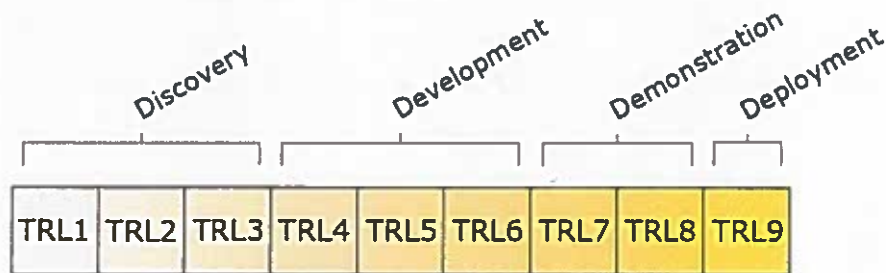 Discovery Development Demonstration Deployment
TRL1 TRL2 TRL3 TRL4 TRL5 TRL6 TRL7 TRL8 TRL9